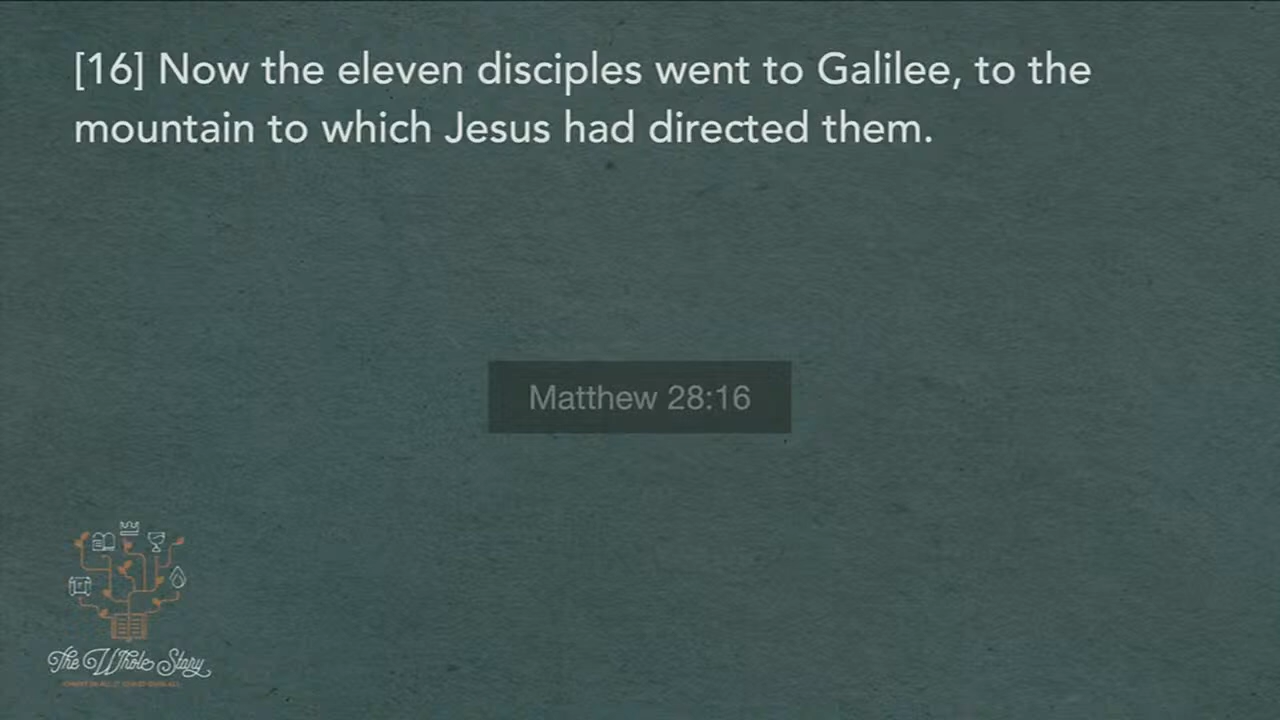 [16] Now the eleven disciples went to Galilee, to the
mountain to which Jesus had directed them.
Matthew 28:16
The Whole Story